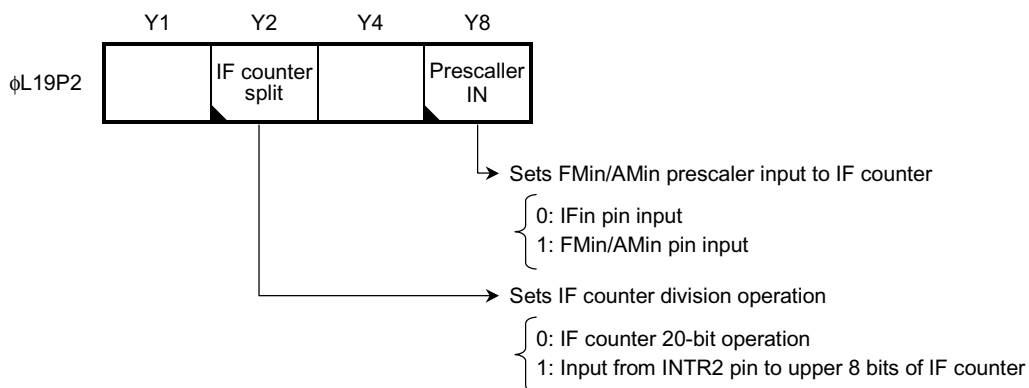 Y1 Y2 Y4 Y8
ϕL19P2
IF counter
split
Prescaller
IN
Sets FMin/AMin prescaler input to IF counter
0: IFin pin input
1: FMin/AMin pin input
Sets IF counter division operation
0: IF counter 20-bit operation
1: Input from INTR2 pin to upper 8 bits of IF counter